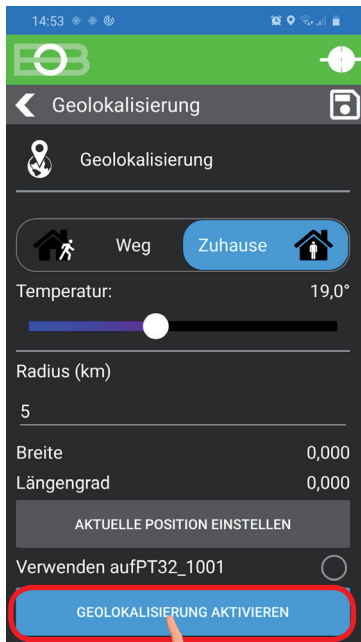 14:53
EOB
Geolokalisierung
Geolokalisierung
Weg Zuhause
Temperatur: 19,0°
Radius (km)
5
Breite 0,000
Längengrad 0,000
AKTUELLE POSITION EINSTELLEN
Verwenden aufPT32_1001
GEOLOKALISIERUNG AKTIVIEREN